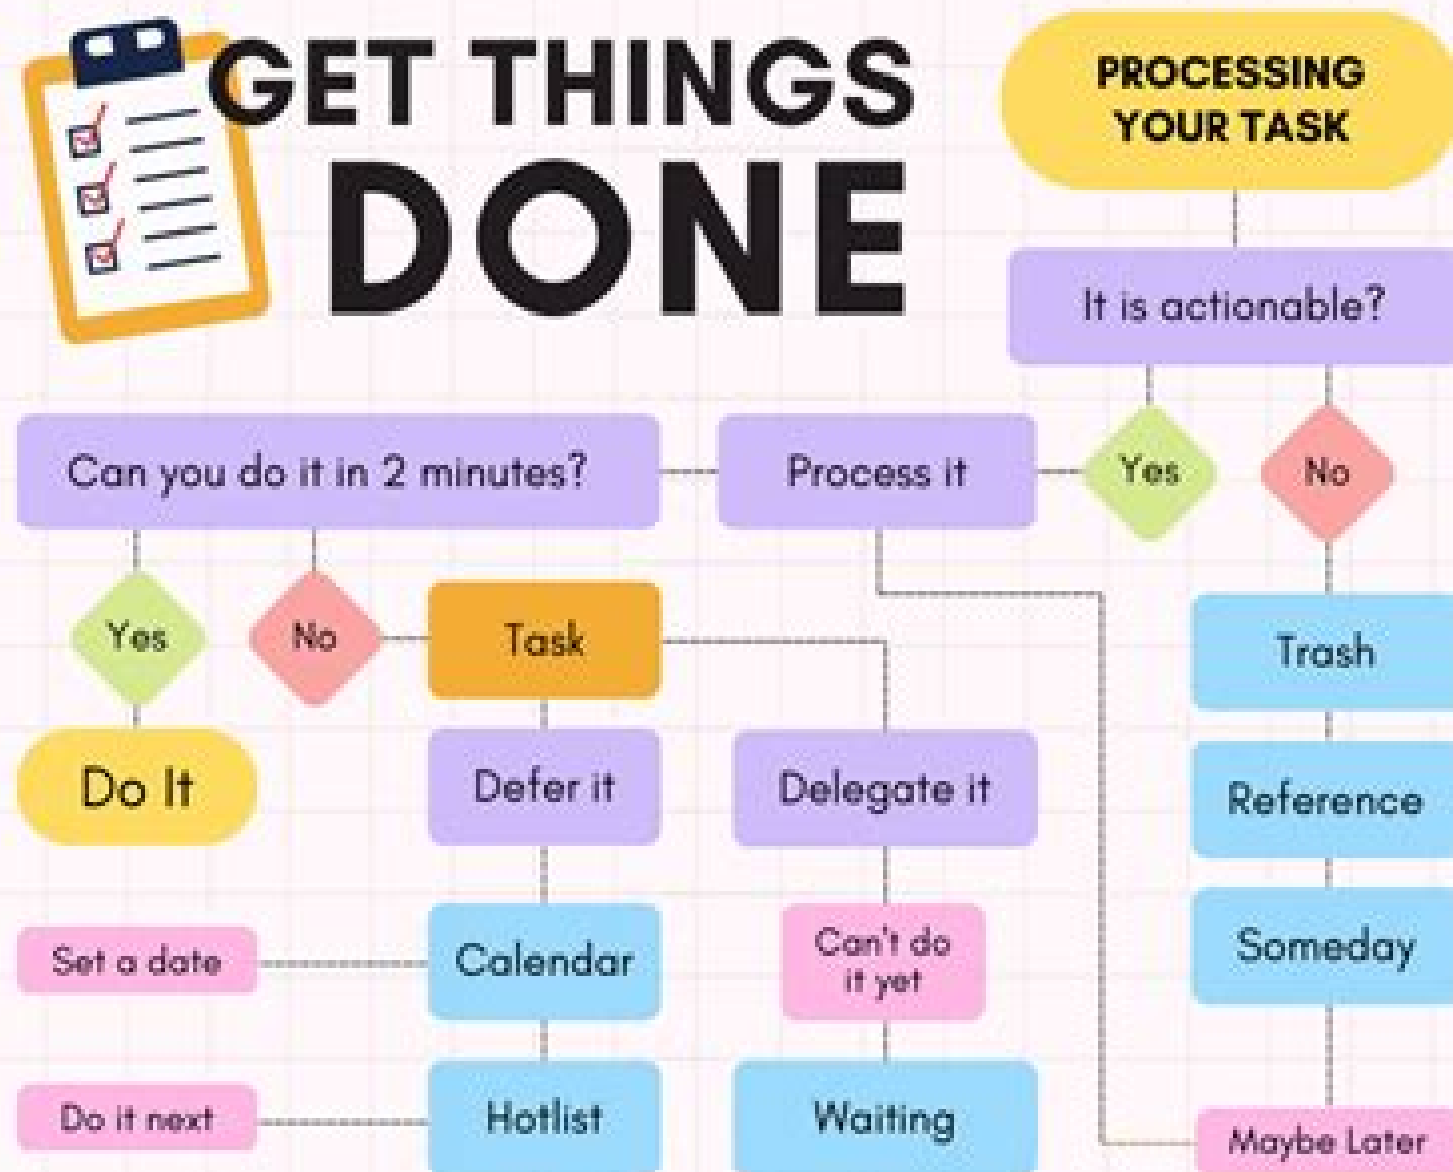 GET THINGS
DONE
PROCESSING
YOUR TASK
It is actionable?
Can you do it in 2 minutes?
Process it
Yes
No
Yes
No
Task
Trash
Do It
Defer it
Delegate it
Reference
Set a date
Calendar
Can't do
it yet
Someday
Do it next
Hotlist
Waiting
Maybe Later